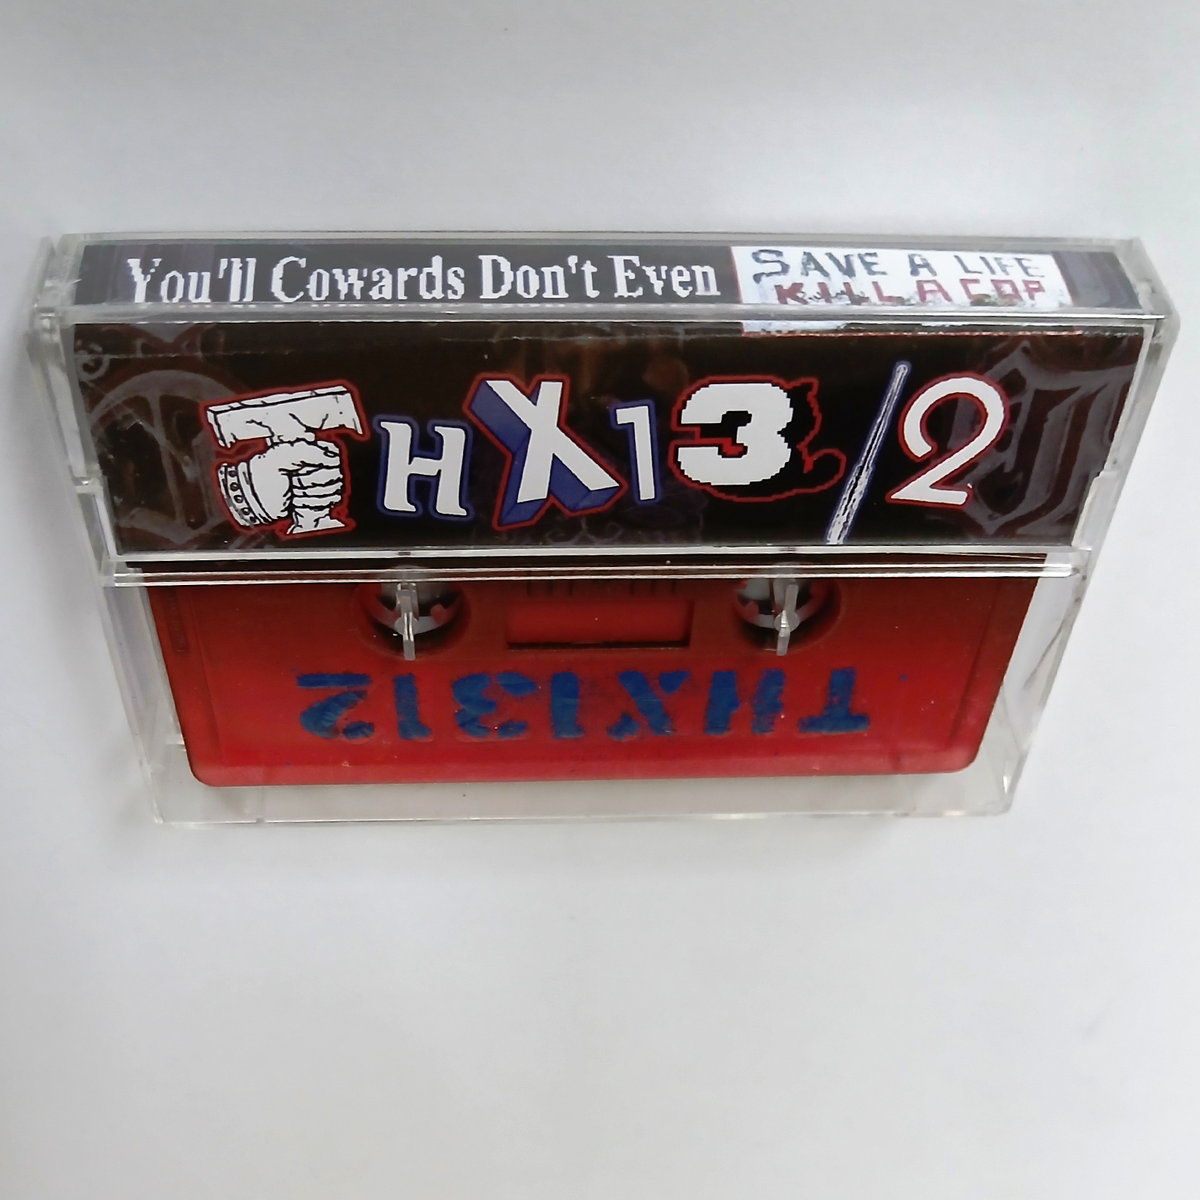 You'll Cowards Don't Even
SAVE A LIFE
KILL A COP
THX13/2
THX1312